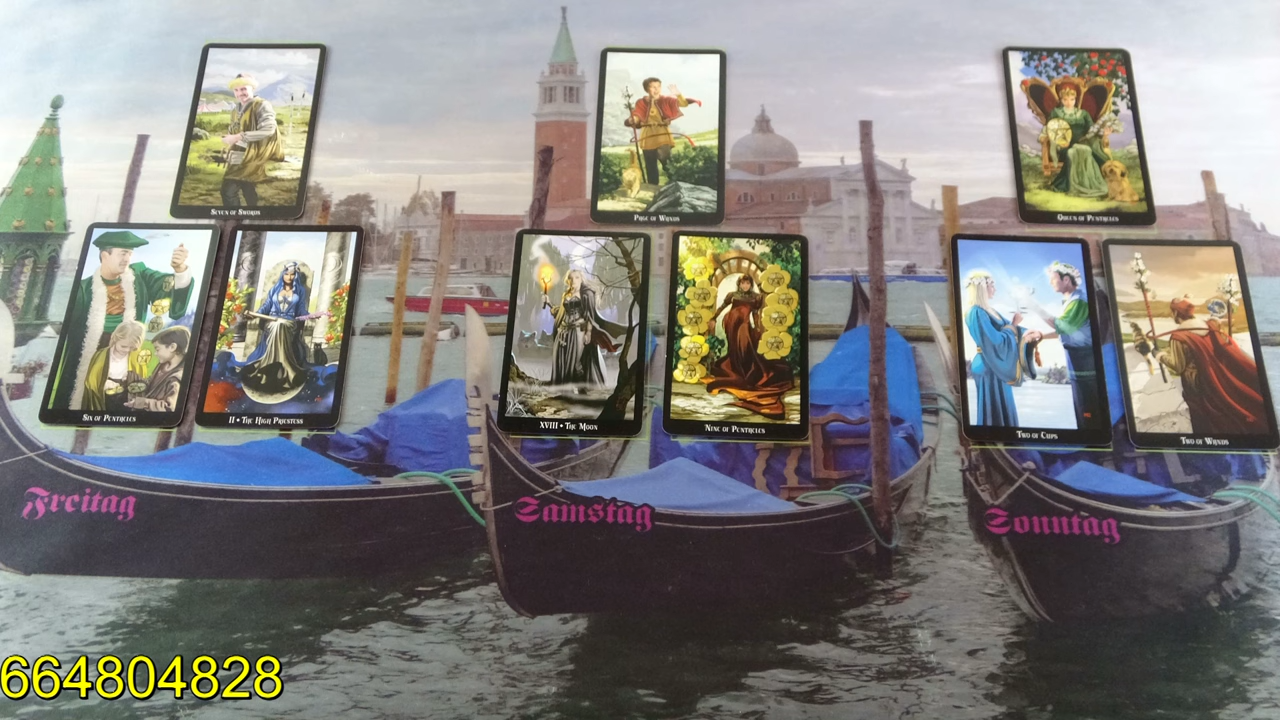 Seven of Swords
Page of Wands
Queen of Pentacles
Six of Pentacles
II • The High Priestess
XVIII • The Moon
Nine of Pentacles
Two of Cups
Two of Wands
Freitag
Samstag
Sonntag
664804828